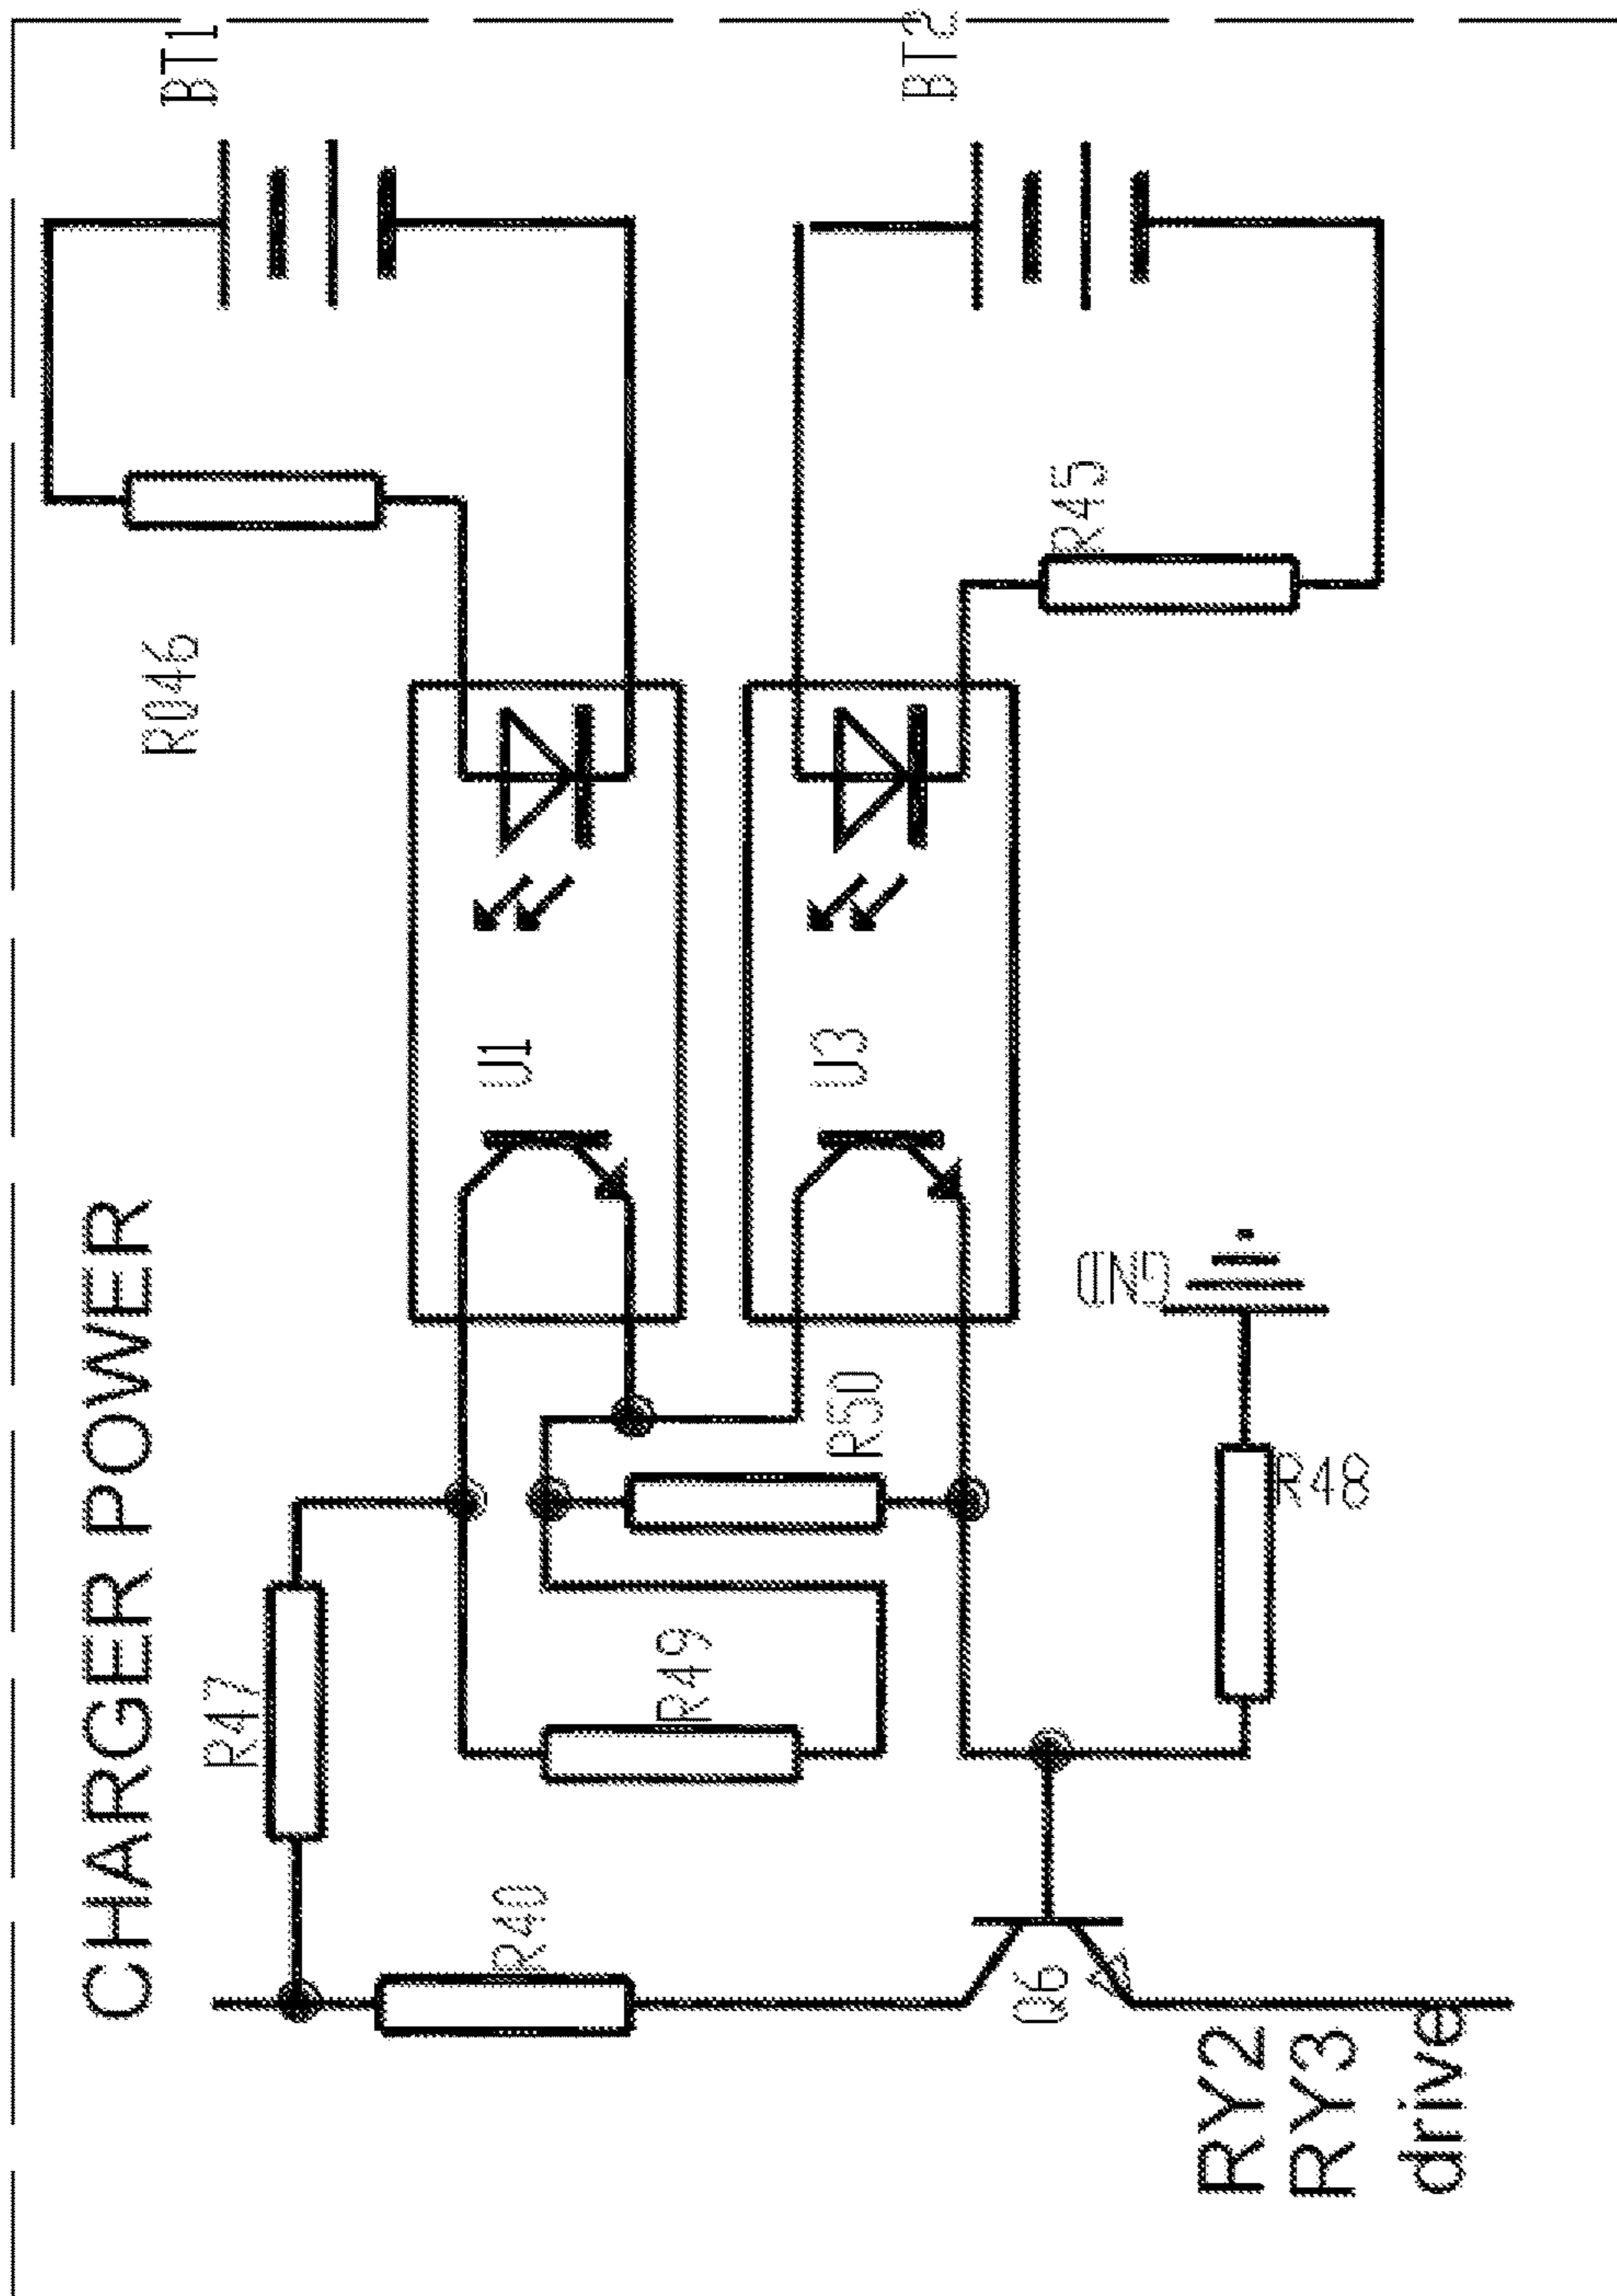 CHARGER POWER
BT1
BT2
R046
R45
U1
U3
GND
R50
R48
R47
R49
R40
Q6
RY2
RY3
drive